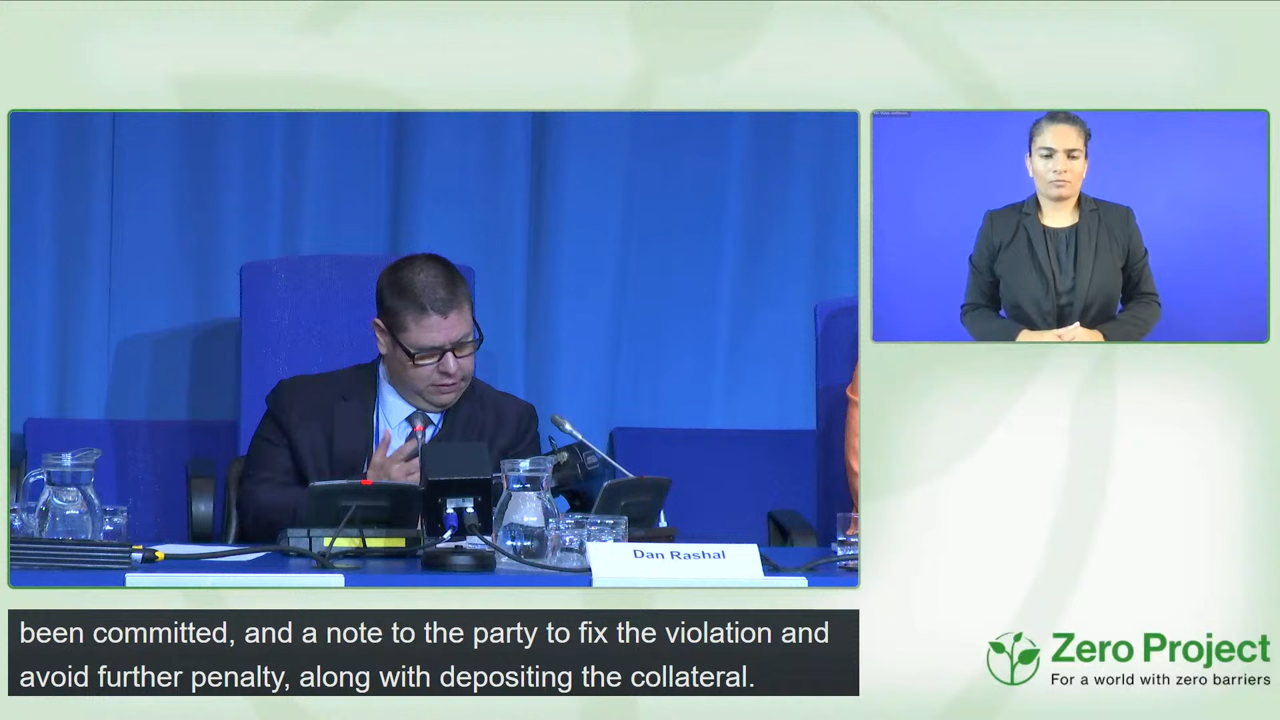 Dan Rashal
been committed, and a note to the party to fix the violation and
avoid further penalty, along with depositing the collateral.
Zero Project
For a world with zero barriers